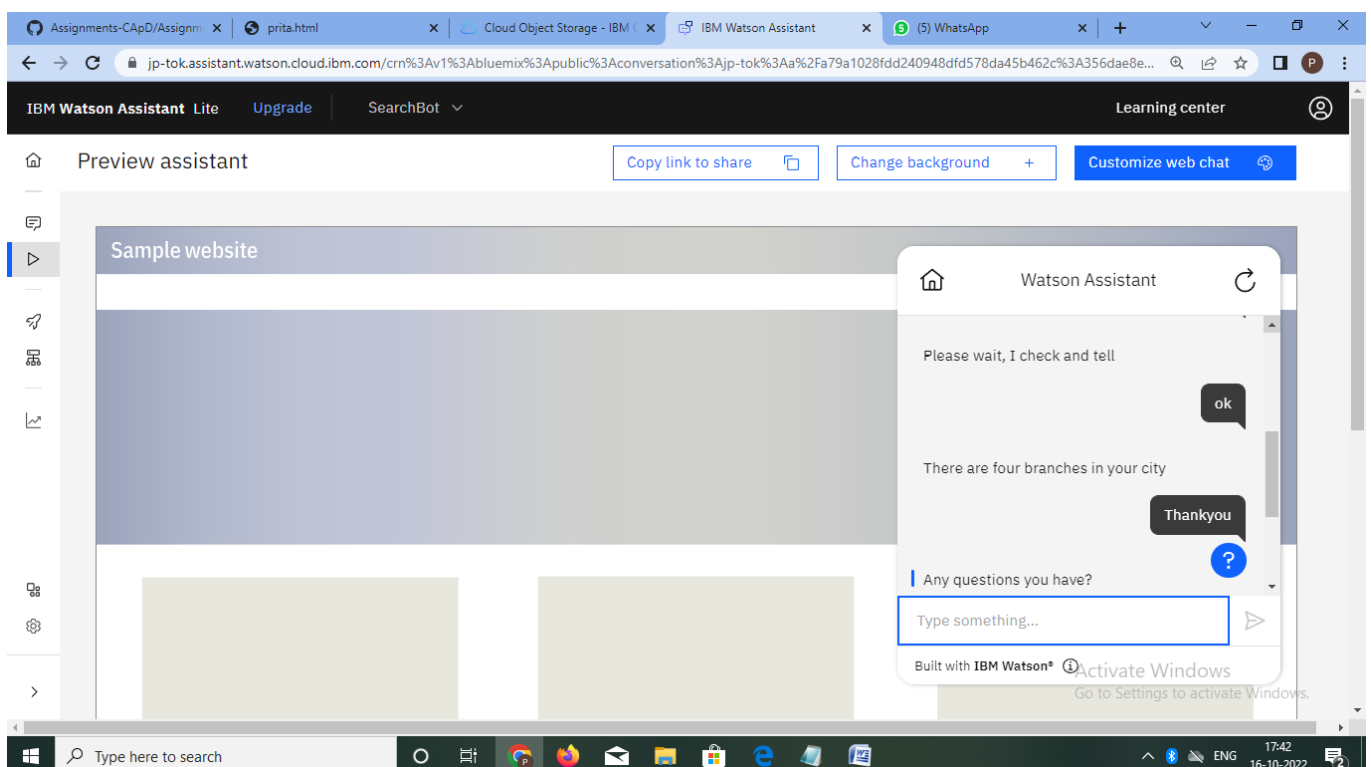 Assignments-CApD/Assignm
prita.html
Cloud Object Storage - IBM C
IBM Watson Assistant
(5) WhatsApp
jp-tok.assistant.watson.cloud.ibm.com/crn%3Av1%3Abluemix%3Apublic%3Aconversation%3Ajp-tok%3Aa%2Fa79a1028fdd240948dfd578da45b462c%3A356dae8e...
P
IBM Watson Assistant Lite
Upgrade
SearchBot
Learning center
Preview assistant
Copy link to share
Change background +
Customize web chat
Sample website
Watson Assistant
Please wait, I check and tell
ok
There are four branches in your city
Thankyou
?
Any questions you have?
Type something...
Built with IBM Watson®
Activate Windows
Go to Settings to activate Windows.
Type here to search
ENG
17:42
16-10-2022
2